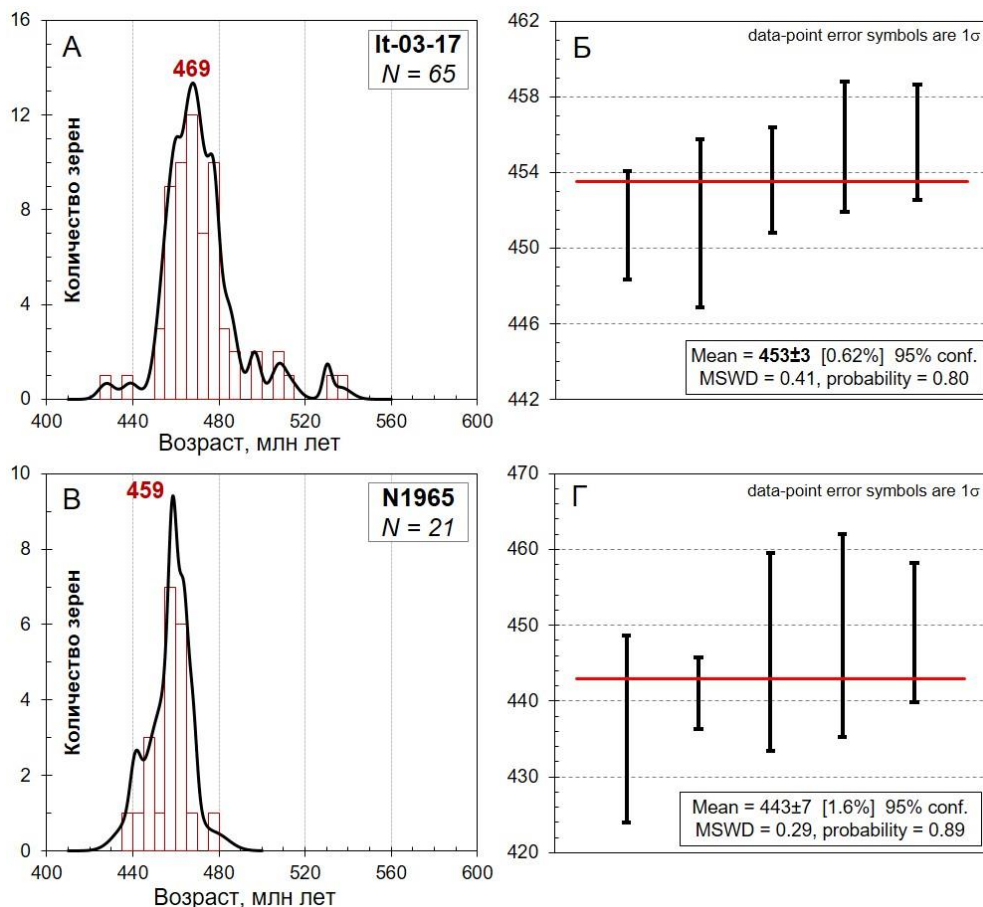 А
It-03-17
N = 65
469
Количество зерен
16
12
8
4
0
400
440
480
520
560
600
Возраст, млн лет
Б
data-point error symbols are 1σ
462
458
454
450
446
442
Mean = 453±3 [0.62%] 95% conf.
MSWD = 0.41, probability = 0.80
В
N1965
N = 21
459
Количество зерен
10
8
6
4
2
0
400
440
480
520
560
600
Возраст, млн лет
Г
data-point error symbols are 1σ
470
460
450
440
430
420
Mean = 443±7 [1.6%] 95% conf.
MSWD = 0.29, probability = 0.89